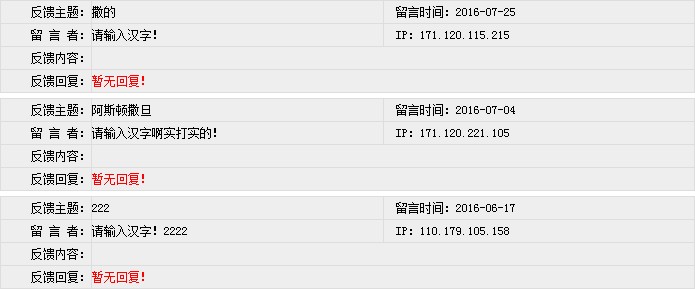 反馈主题：撒的 留言时间：2016-07-25
留 言 者：请输入汉字! IP：171.120.115.215
反馈内容：
反馈回复：暂无回复!
反馈主题：阿斯顿撒旦 留言时间：2016-07-04
留 言 者：请输入汉字啊实打实的! IP：171.120.221.105
反馈内容：
反馈回复：暂无回复!
反馈主题：222 留言时间：2016-06-17
留 言 者：请输入汉字! 2222 IP：110.179.105.158
反馈内容：
反馈回复：暂无回复!